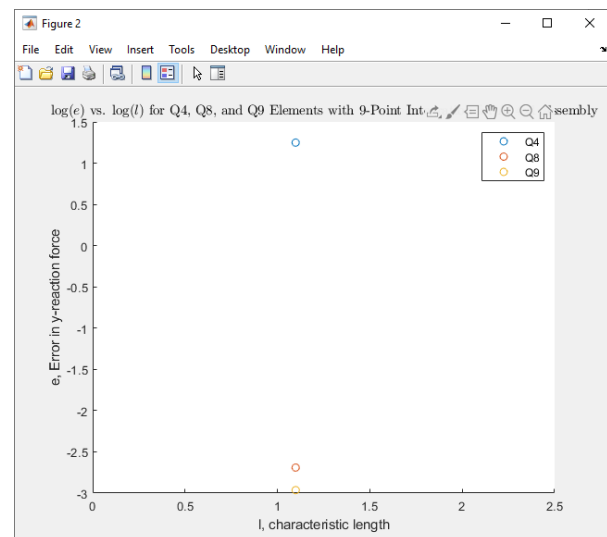 Figure 2
File Edit View Insert Tools Desktop Window Help
log(e) vs. log(l) for Q4, Q8, and Q9 Elements with 9-Point Int sembly
1.5
1
0.5
0
-0.5
-1
-1.5
-2
-2.5
-3
0 0.5 1 1.5 2 2.5
e, Error in y-reaction force
l, characteristic length
Q4
Q8
Q9